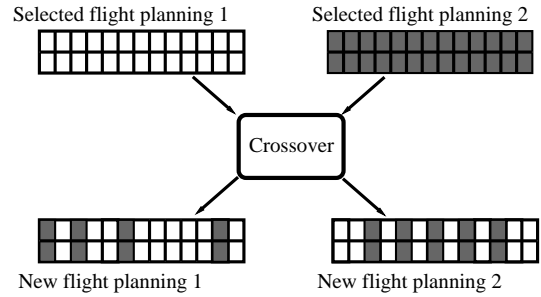 Selected flight planning 1
Selected flight planning 2
Crossover
New flight planning 1
New flight planning 2